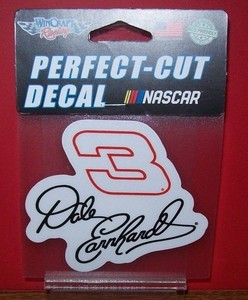 WinCraft
Racing
PERFECT-CUT
DECAL NASCAR
3
Dale
Earnhardt